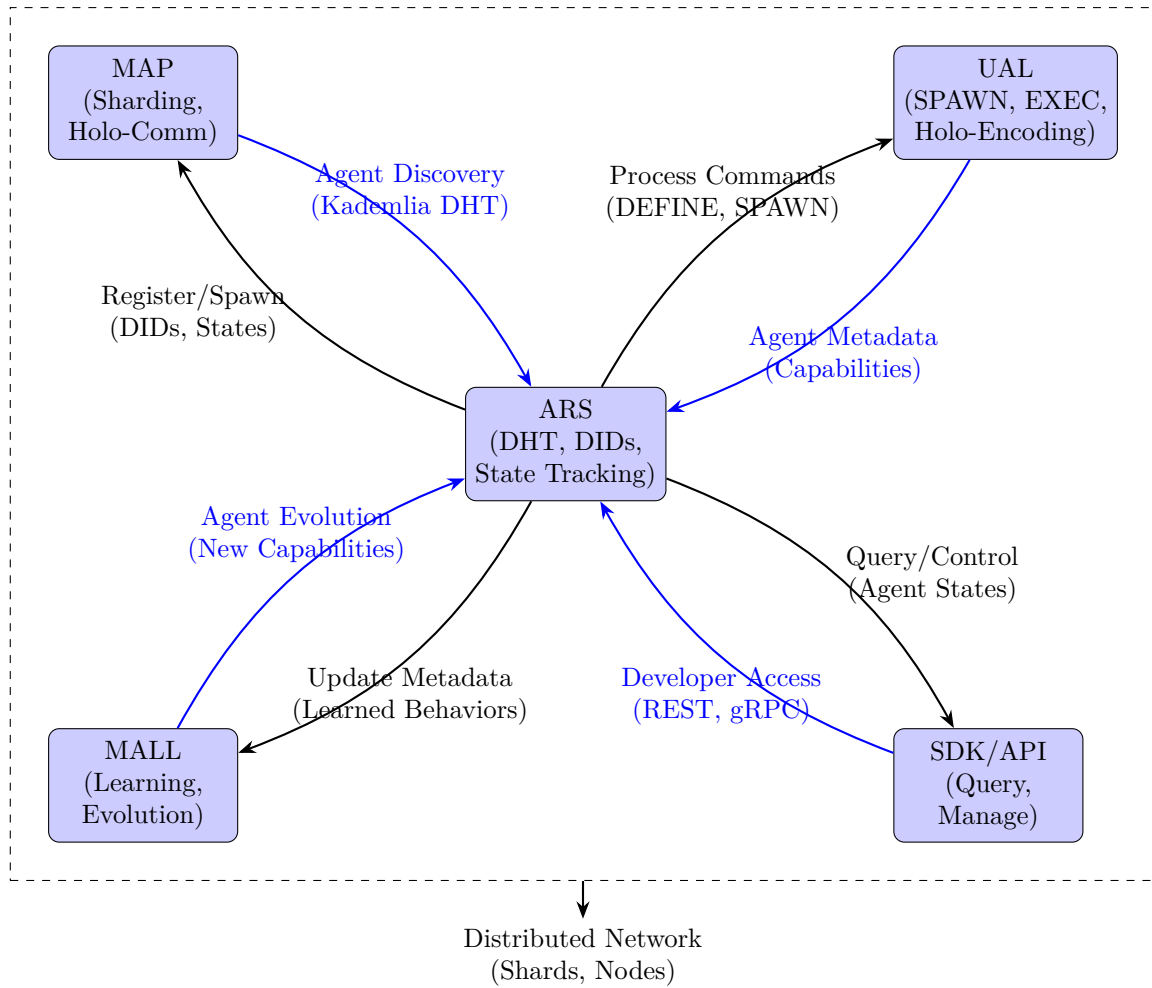 MAP
(Sharding,
Holo-Comm)
UAL
(SPAWN, EXEC,
Holo-Encoding)
Agent Discovery
(Kademlia DHT)
Process Commands
(DEFINE, SPAWN)
Register/Spawn
(DIDs, States)
Agent Metadata
(Capabilities)
ARS
(DHT, DIDs,
State Tracking)
Agent Evolution
(New Capabilities)
Query/Control
(Agent States)
Update Metadata
(Learned Behaviors)
Developer Access
(REST, gRPC)
MALL
(Learning,
Evolution)
SDK/API
(Query,
Manage)
Distributed Network
(Shards, Nodes)